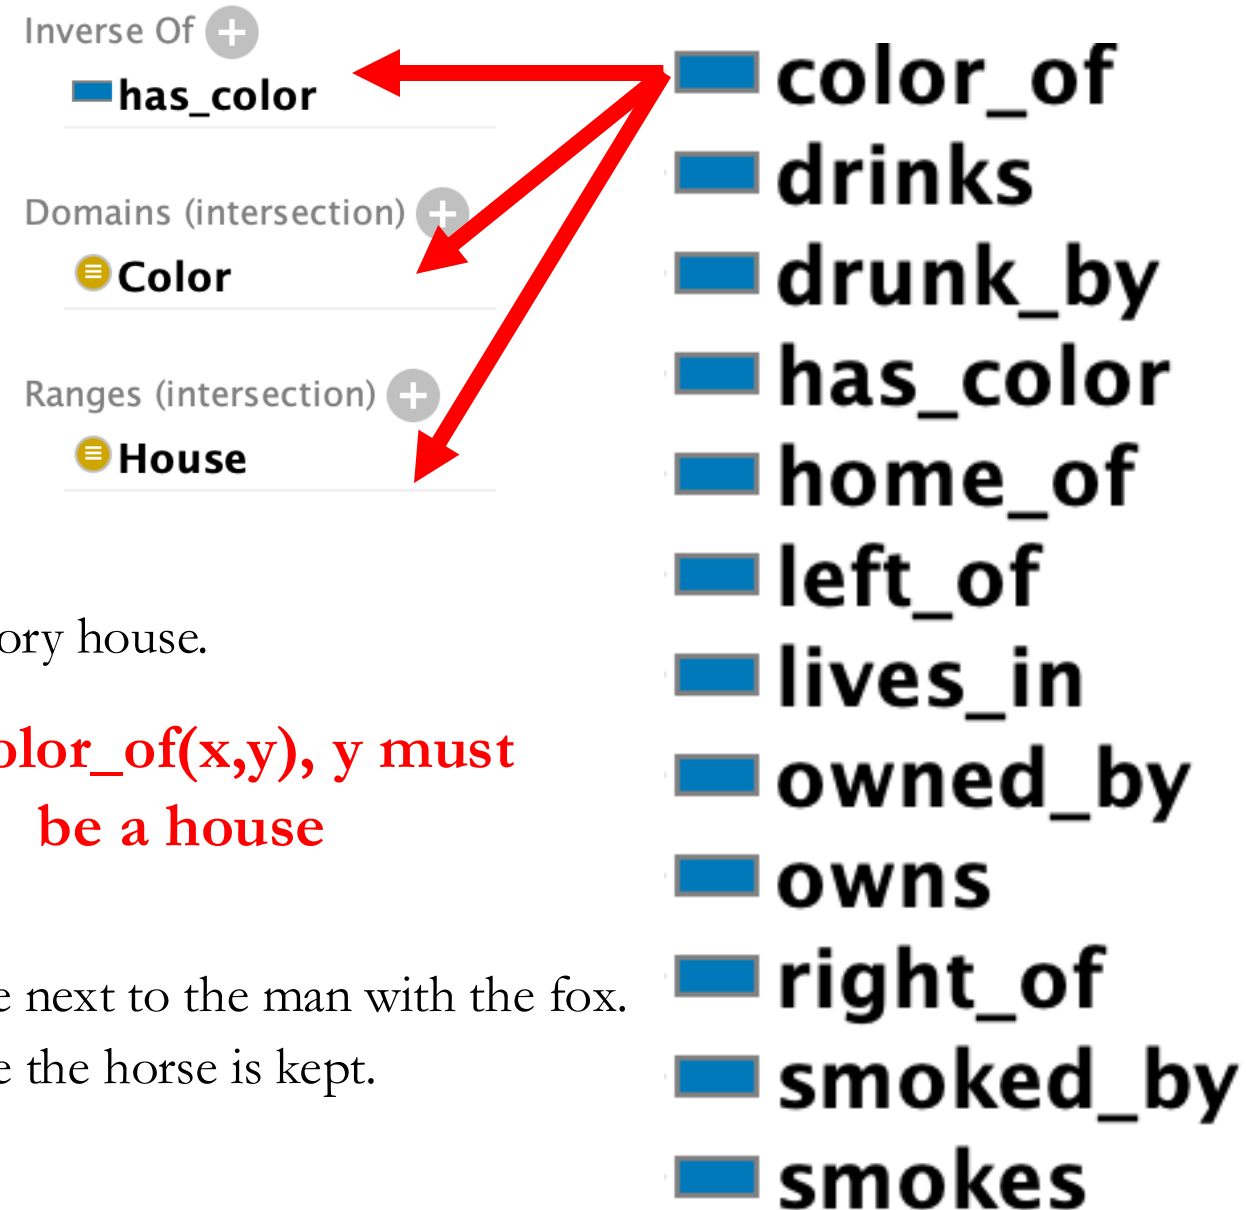 Inverse Of
has_color
Domains (intersection)
Color
Ranges (intersection)
House
ory house.
olor_of(x,y), y must
be a house
e next to the man with the fox.
e the horse is kept.
color_of
drinks
drunk_by
has_color
home_of
left_of
lives_in
owned_by
owns
right_of
smoked_by
smokes